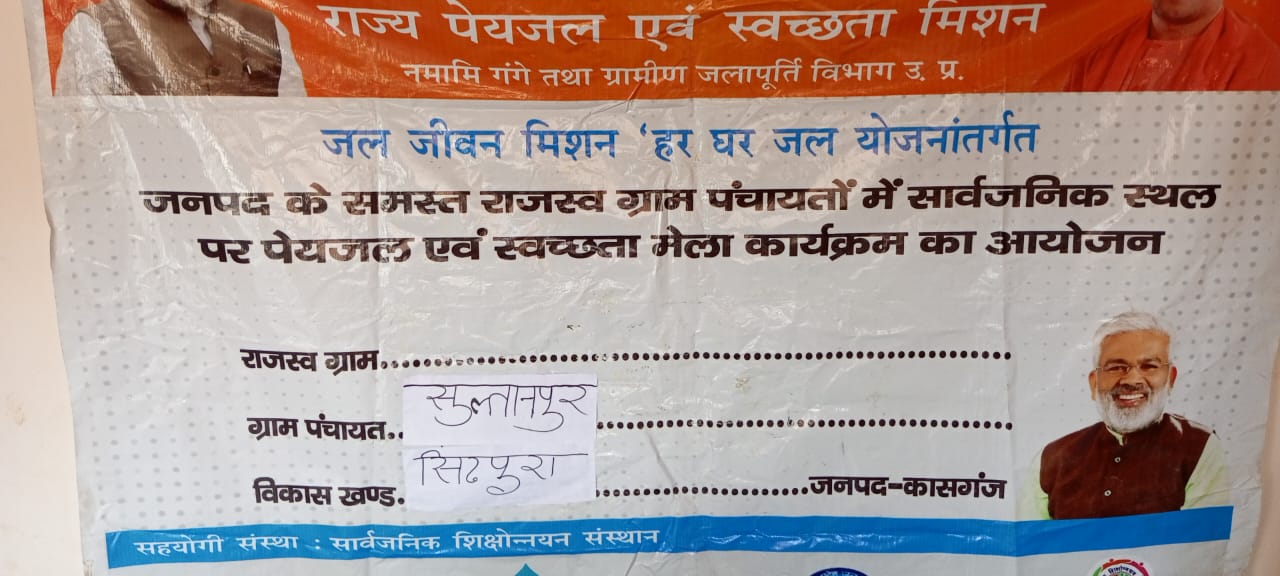 राज्य पेयजल एवं स्वच्छता मिशन
नमामि गंगे तथा ग्रामीण जलापूर्ति विभाग उ. प्र.
जल जीवन मिशन 'हर घर जल योजनांतर्गत
जनपद के समस्त राजस्व ग्राम पंचायतों में सार्वजनिक स्थल
पर पेयजल एवं स्वच्छता मेला कार्यक्रम का आयोजन
राजस्व ग्राम......................................................
ग्राम पंचायत.. सुल्तानपुर ..........................................
विकास खण्ड. सिढपुरा ......................जनपद-कासगंज
सहयोगी संस्था : सार्वजनिक शिक्षोन्नयन संस्थान